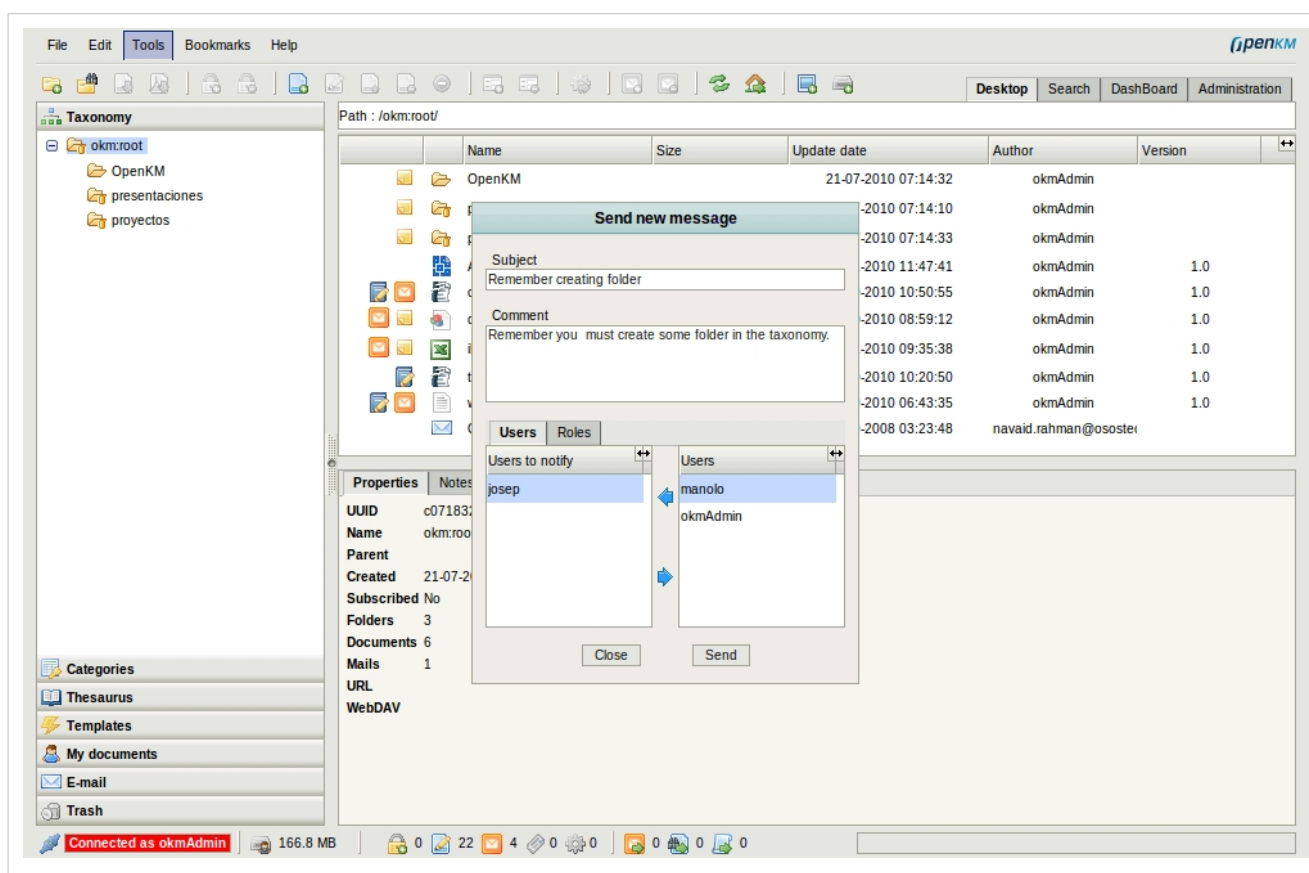 File Edit Tools Bookmarks Help
OpenKM
Desktop Search DashBoard Administration
Taxonomy
Path : /okm:root/
okm:root
OpenKM
presentaciones
proyectos
Name Size Update date Author Version
OpenKM 21-07-2010 07:14:32 okmAdmin
-2010 07:14:10 okmAdmin
-2010 07:14:33 okmAdmin
-2010 11:47:41 okmAdmin 1.0
-2010 10:50:55 okmAdmin 1.0
-2010 08:59:12 okmAdmin 1.0
-2010 09:35:38 okmAdmin 1.0
-2010 10:20:50 okmAdmin 1.0
-2010 06:43:35 okmAdmin 1.0
-2008 03:23:48 navaid.rahman@ososte
Send new message
Subject
Remember creating folder
Comment
Remember you must create some folder in the taxonomy.
Users Roles
Users to notify Users
josep manolo
okmAdmin
Close Send
Properties Notes
UUID c07183
Name okm:roo
Parent
Created 21-07-2
Subscribed No
Folders 3
Documents 6
Mails 1
URL
WebDAV
Categories
Thesaurus
Templates
My documents
E-mail
Trash
Connected as okmAdmin 166.8 MB 0 22 4 0 0 0 0 0